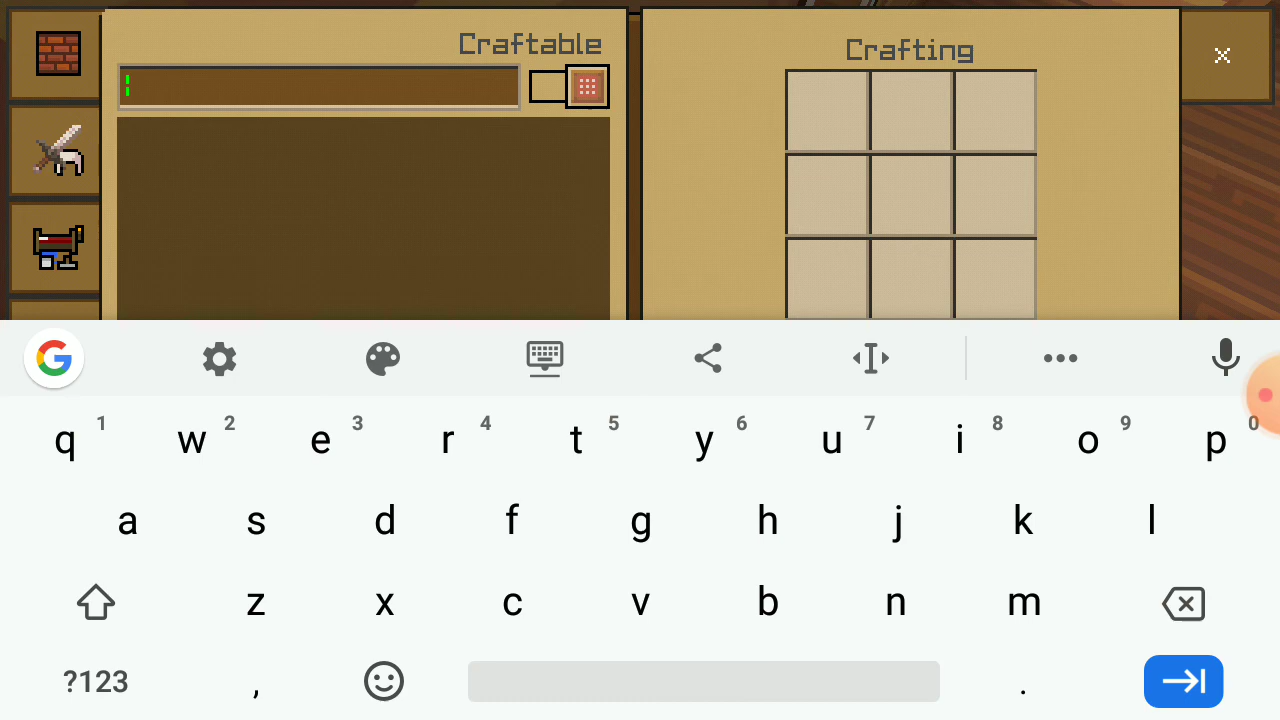 Craftable
Crafting
q 1 w 2 e 3 r 4 t 5 y 6 u 7 i 8 o 9 p 0
a s d f g h j k l
z x c v b n m
?123 , .